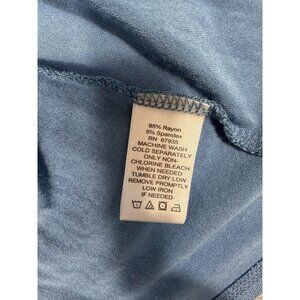 95% Rayon
5% Spandex
RN 87935
MACHINE WASH
COLD SEPARATELY
ONLY NON-
CHLORINE BLEACH
WHEN NEEDED
TUMBLE DRY LOW
REMOVE PROMPTLY
LOW IRON
IF NEEDED